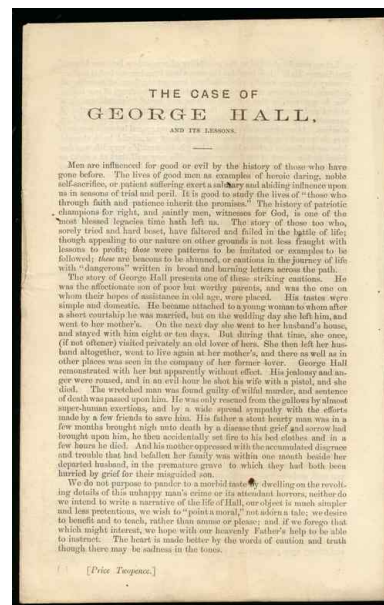 THE CASE OF
GEORGE HALL,
AND ITS LESSONS.
Men are influenced for good or evil by the history of those who have
gone before. The lives of good men as examples of heroic daring, noble
self-sacrifice, or patient suffering exert a salutary and abiding influence upon
us in seasons of trial and peril. It is good to study the lives of "those who
through faith and patience inherit the promises." The history of patriotic
champions for right, and saintly men, witnesses for God, is one of the
most blessed legacies time hath left us. The story of those too who,
sorely tried and hard beset, have faltered and failed in the battle of life;
though appealing to our nature on other grounds is not less fraught with
lessons to profit; these were patterns to be imitated or examples to be
followed; these are beacons to be shunned, or cautions in the journey of life
with "dangerous" written in broad and burning letters across the path.
The story of George Hall presents one of these striking cautions. He
was the affectionate son of poor but worthy parents, and was the one on
whom their hopes of assistance in old age, were placed. His tastes were
simple and domestic. He became attached to a young woman to whom after
a short courtship he was married, but on the wedding day she left him, and
went to her mother's. On the next day she went to her husband's house,
and stayed with him eight or ten days. But during that time, she once,
(if not oftener) visited privately an old lover of hers. She then left her hus-
band altogether, went to live again at her mother's, and there as well as in
other places was seen in the company of her former lover. George Hall
remonstrated with her but apparently without effect. His jealousy and an-
ger were roused, and in an evil hour he shot his wife with a pistol, and she
died. The wretched man was found guilty of wilful murder, and sentence
of death was passed upon him. He was only rescued from the gallows by almost
super-human exertions, and by a wide spread sympathy with the efforts
made by a few friends to save him. His father a stout hearty man was in a
few months brought nigh unto death by a disease that grief and sorrow had
brought upon him, he then accidentally set fire to his bed clothes and in a
few hours he died. And his mother oppressed with the accumulated disgrace
and trouble that had befallen her family was within one month beside her
departed husband, in the premature grave to which they had both been
hurried by grief for their misguided son.
We do not purpose to pander to a morbid taste by dwelling on the revolt-
ing details of this unhappy man's crime or its attendant horrors, neither do
we intend to write a narrative of the life of Hall, our object is much simpler
and less pretentious, we wish to "point a moral," not adorn a tale; we desire
to benefit and to teach, rather than amuse or please; and if we forego that
which might interest, we hope with our heavenly Father's help to be able
to instruct. The heart is made better by the words of caution and truth
though there may be sadness in the tones.
[Price Twopence.]